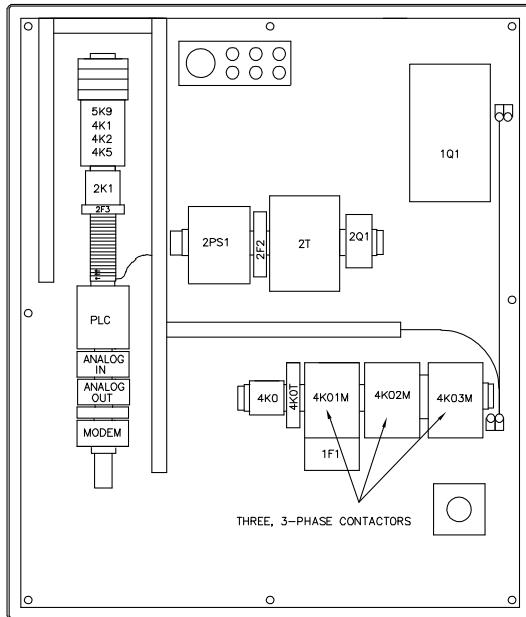 5K9
4K1
4K2
4K5
2K1
2F3
PLC
ANALOG
IN
ANALOG
OUT
MODEM
2PS1
2F2
2T
2Q1
1Q1
4K0
4K0T
4K01M
4K02M
4K03M
1F1
THREE, 3-PHASE CONTACTORS